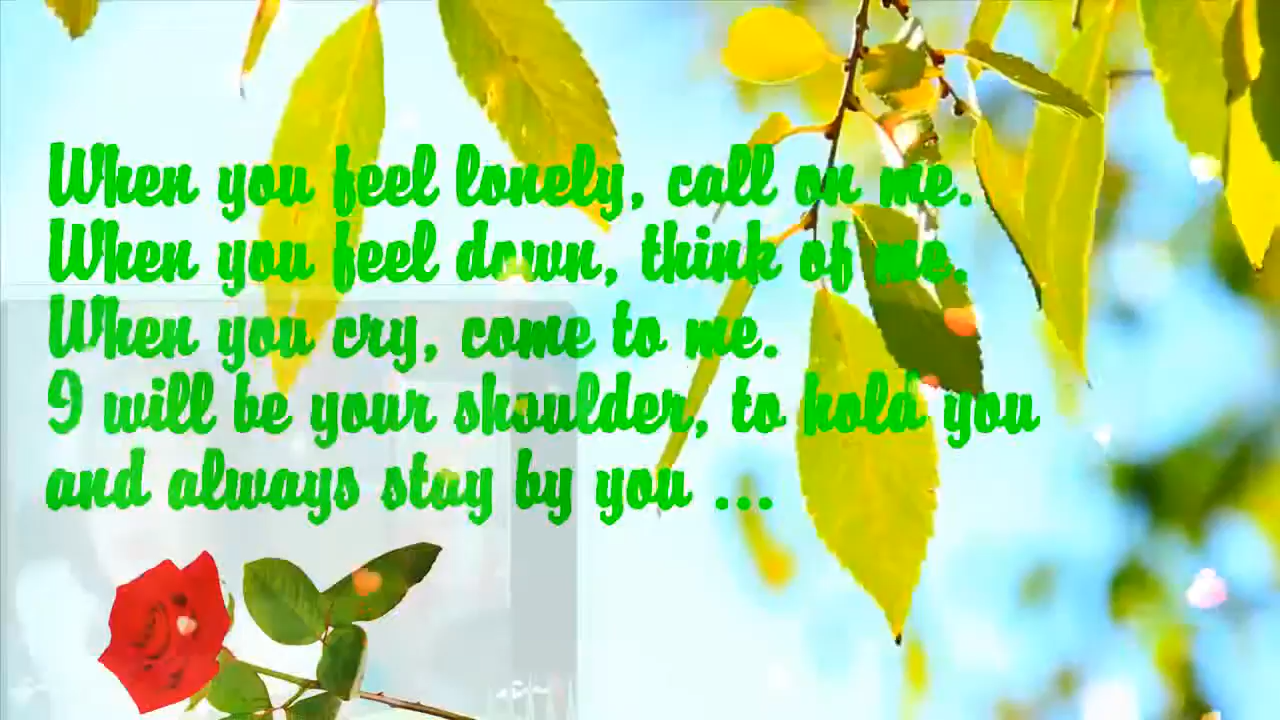 When you feel lonely, call on me.
When you feel down, think of me.
When you cry, come to me.
I will be your shoulder, to hold you
and always stay by you ...